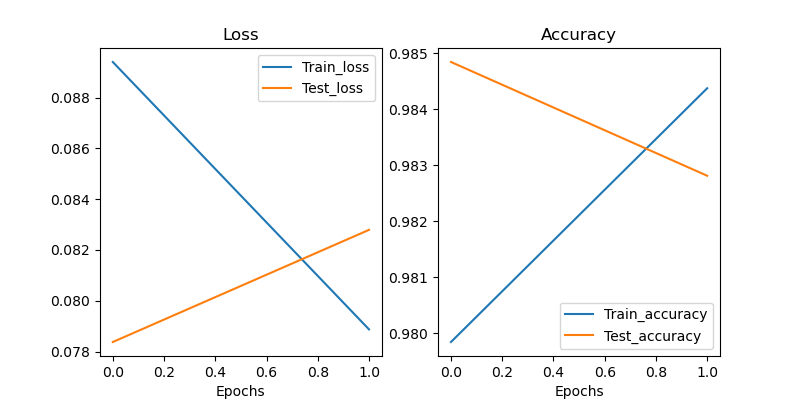 Loss
Train_loss
Test_loss
0.088
0.086
0.084
0.082
0.080
0.078
0.0 0.2 0.4 0.6 0.8 1.0
Epochs
Accuracy
0.985
0.984
0.983
0.982
0.981
0.980
Train_accuracy
Test_accuracy
0.0 0.2 0.4 0.6 0.8 1.0
Epochs